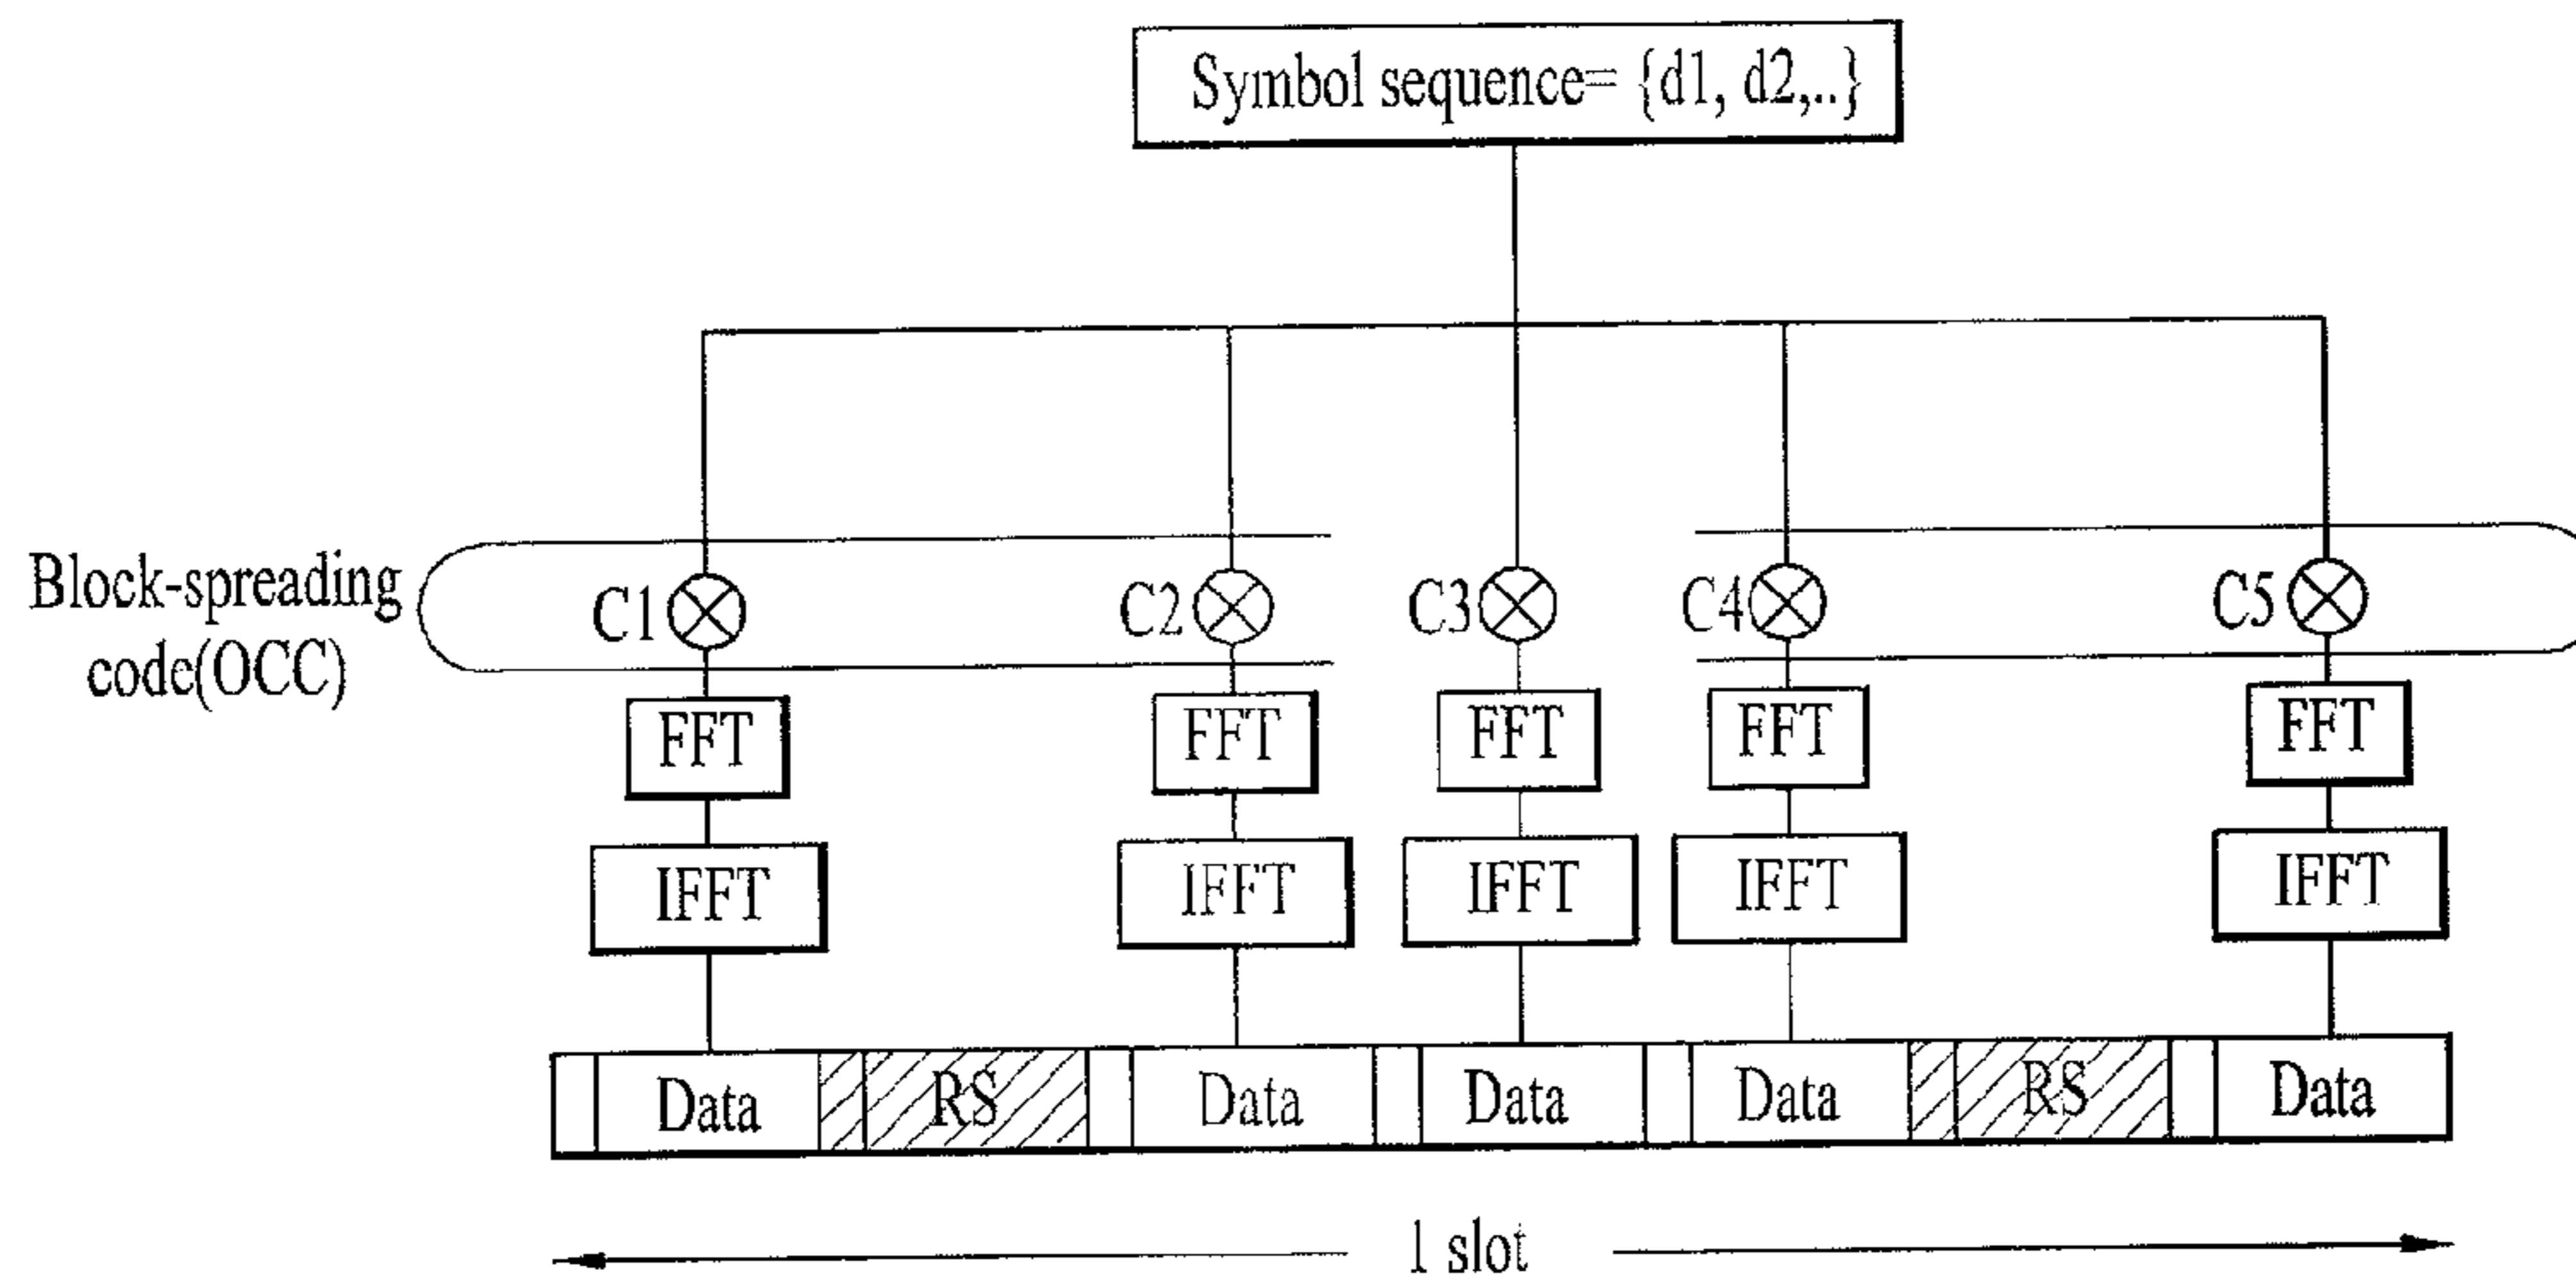 Symbol sequence= {d1, d2,..}
Block-spreading
code(OCC)
C1
C2
C3
C4
C5
FFT
FFT
FFT
FFT
FFT
IFFT
IFFT
IFFT
IFFT
IFFT
Data
RS
Data
Data
Data
RS
Data
1 slot